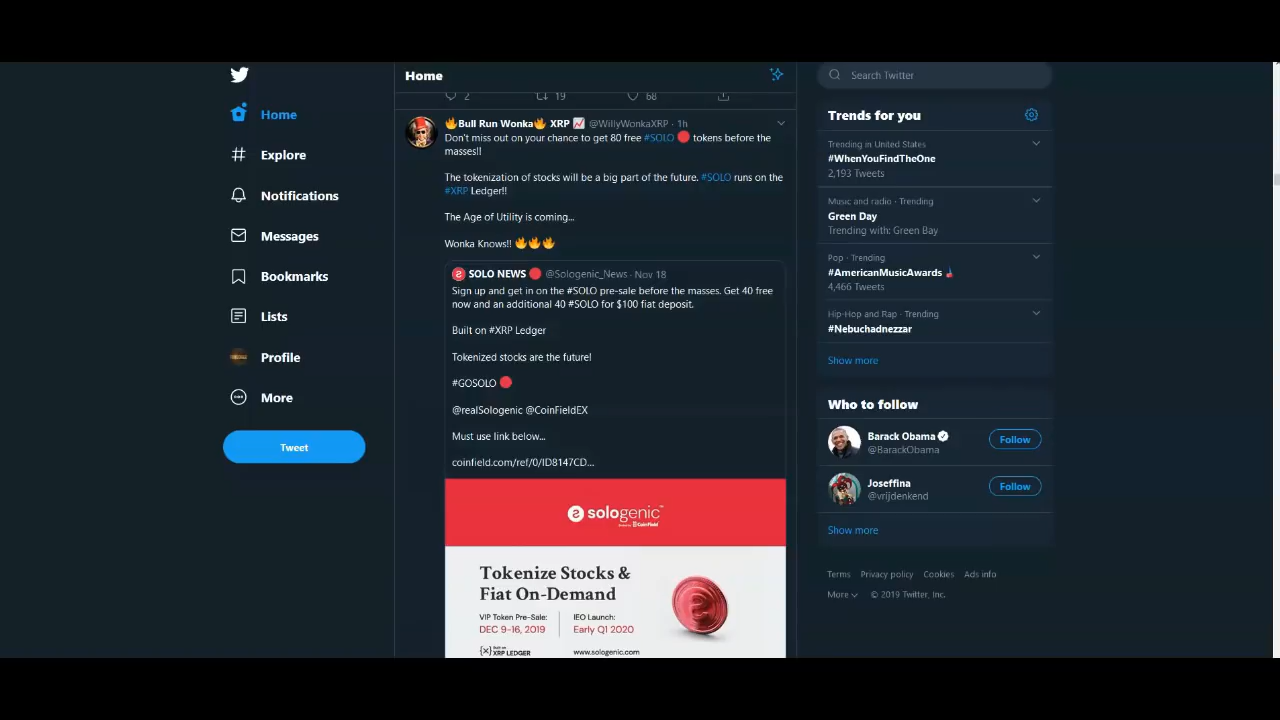 Home
Explore
Notifications
Messages
Bookmarks
Lists
Profile
More
Tweet
Home
2 19 68
🔥Bull Run Wonka🔥 XRP 📈 @WillyWonkaXRP · 1h
Don't miss out on your chance to get 80 free #SOLO 🔴 tokens before the
masses!!
The tokenization of stocks will be a big part of the future. #SOLO runs on the
#XRP Ledger!!
The Age of Utility is coming...
Wonka Knows!! 🔥🔥🔥
SOLO NEWS 🔴 @Sologenic_News · Nov 18
Sign up and get in on the #SOLO pre-sale before the masses. Get 40 free
now and an additional 40 #SOLO for $100 fiat deposit.
Built on #XRP Ledger
Tokenized stocks are the future!
#GOSOLO 🔴
@realSologenic @CoinFieldEX
Must use link below...
coinfield.com/ref/0/ID8147CD...
sologenic™
CoinField
Tokenize Stocks &
Fiat On-Demand
VIP Token Pre-Sale: IEO Launch:
DEC 9-16, 2019 Early Q1 2020
{x} Built on XRP LEDGER www.sologenic.com
Search Twitter
Trends for you
Trending in United States
#WhenYouFindTheOne
2,193 Tweets
Music and radio · Trending
Green Day
Trending with: Green Bay
Pop · Trending
#AmericanMusicAwards
4,466 Tweets
Hip-Hop and Rap · Trending
#Nebuchadnezzar
Show more
Who to follow
Barack Obama
@BarackObama
Follow
Joseffina
@vrijdenkend
Follow
Show more
Terms Privacy policy Cookies Ads info
More © 2019 Twitter, Inc.